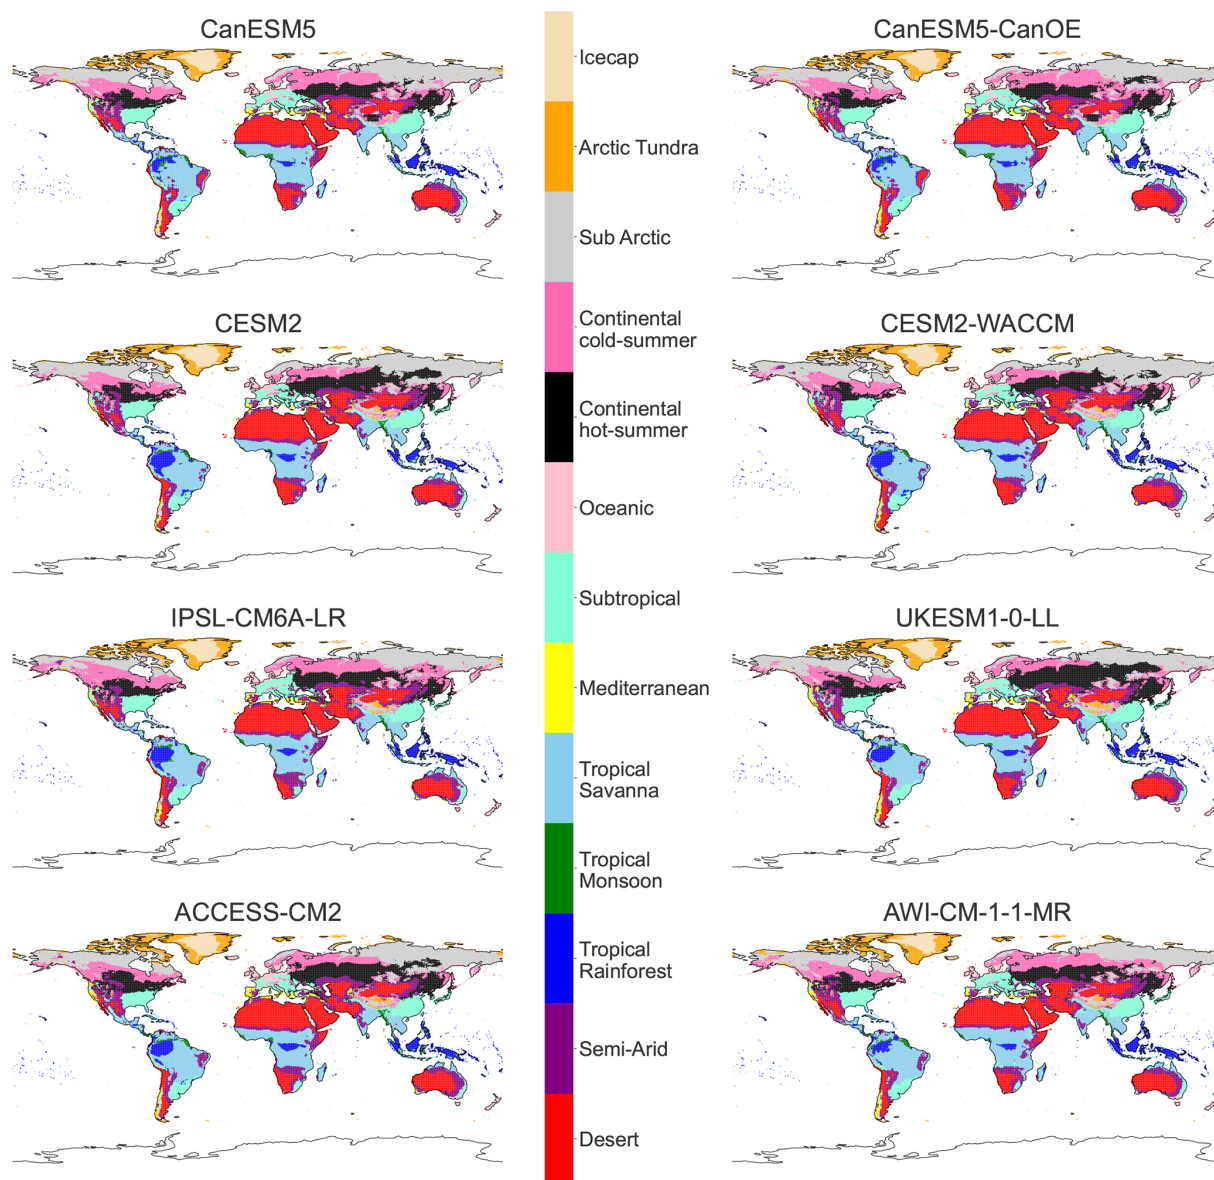 CanESM5
CanESM5-CanOE
CESM2
CESM2-WACCM
IPSL-CM6A-LR
UKESM1-0-LL
ACCESS-CM2
AWI-CM-1-1-MR
Icecap
Arctic Tundra
Sub Arctic
Continental
cold-summer
Continental
hot-summer
Oceanic
Subtropical
Mediterranean
Tropical
Savanna
Tropical
Monsoon
Tropical
Rainforest
Semi-Arid
Desert